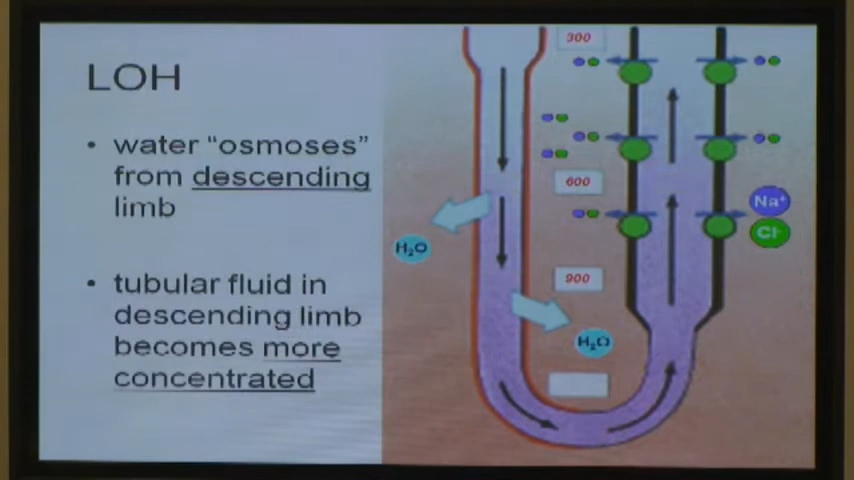 LOH
• water "osmoses"
from descending
limb
• tubular fluid in
descending limb
becomes more
concentrated
300
600
900
Na⁺
Cl⁻
H₂O
H₂O